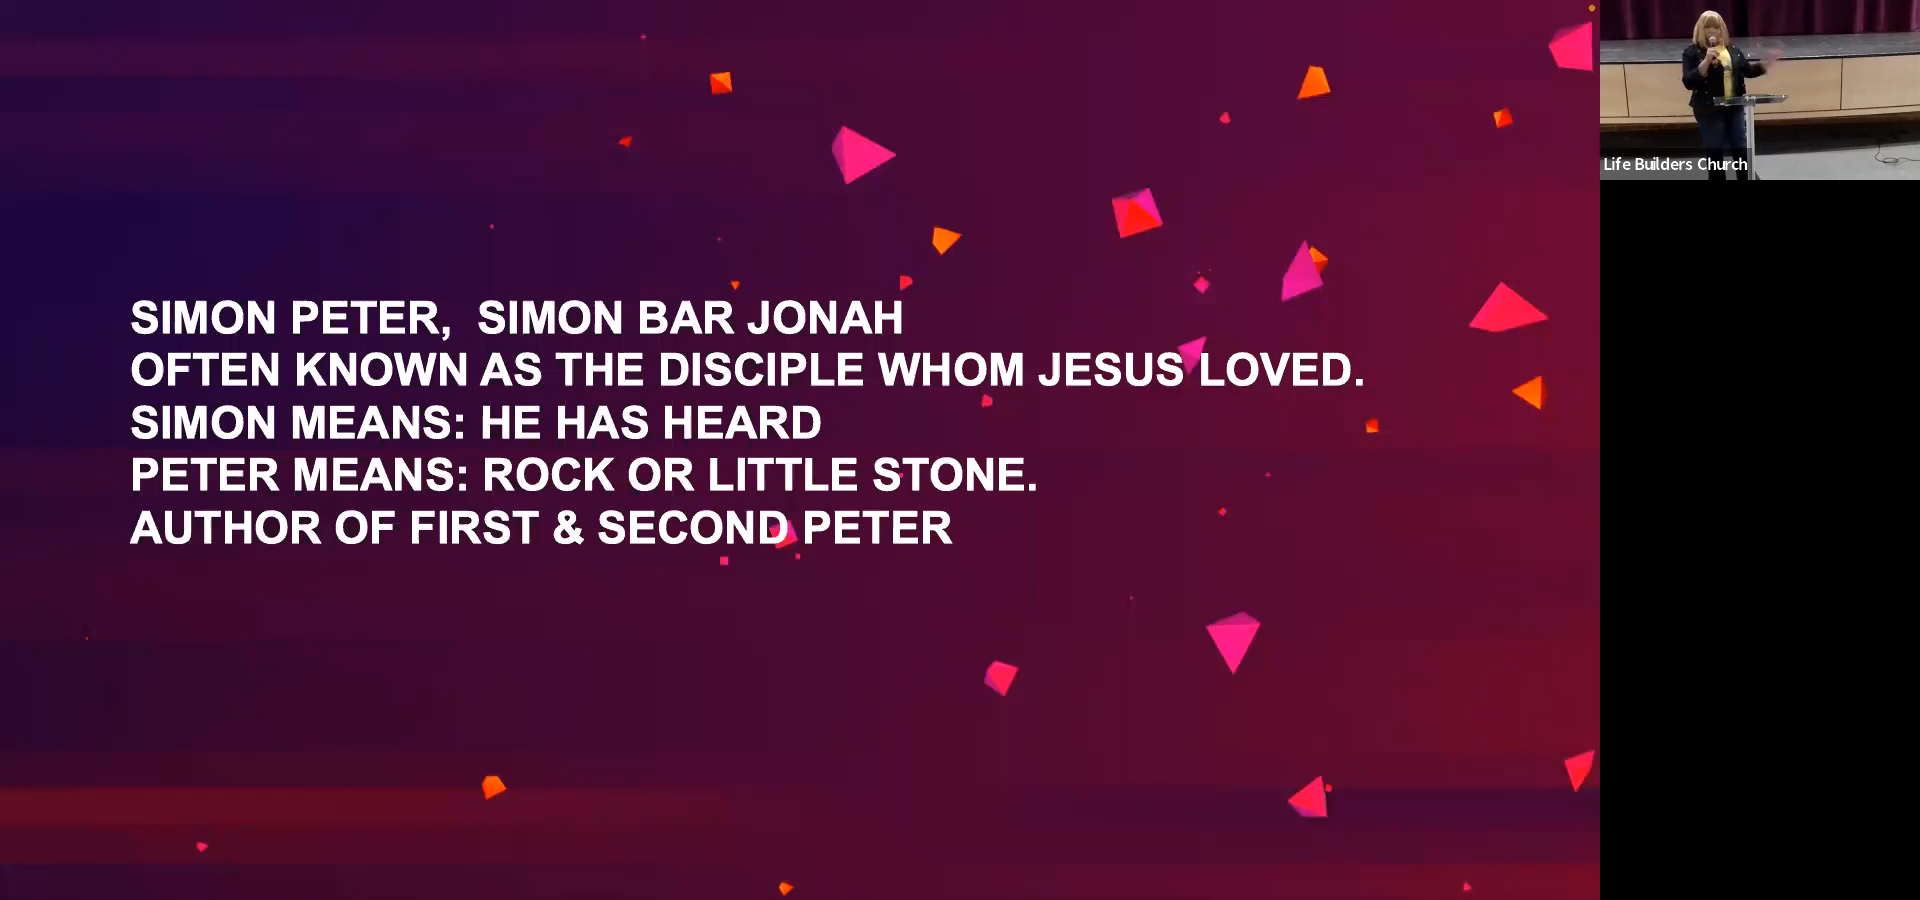 SIMON PETER,  SIMON BAR JONAH
OFTEN KNOWN AS THE DISCIPLE WHOM JESUS LOVED.
SIMON MEANS: HE HAS HEARD
PETER MEANS: ROCK OR LITTLE STONE.
AUTHOR OF FIRST & SECOND PETER
Life Builders Church